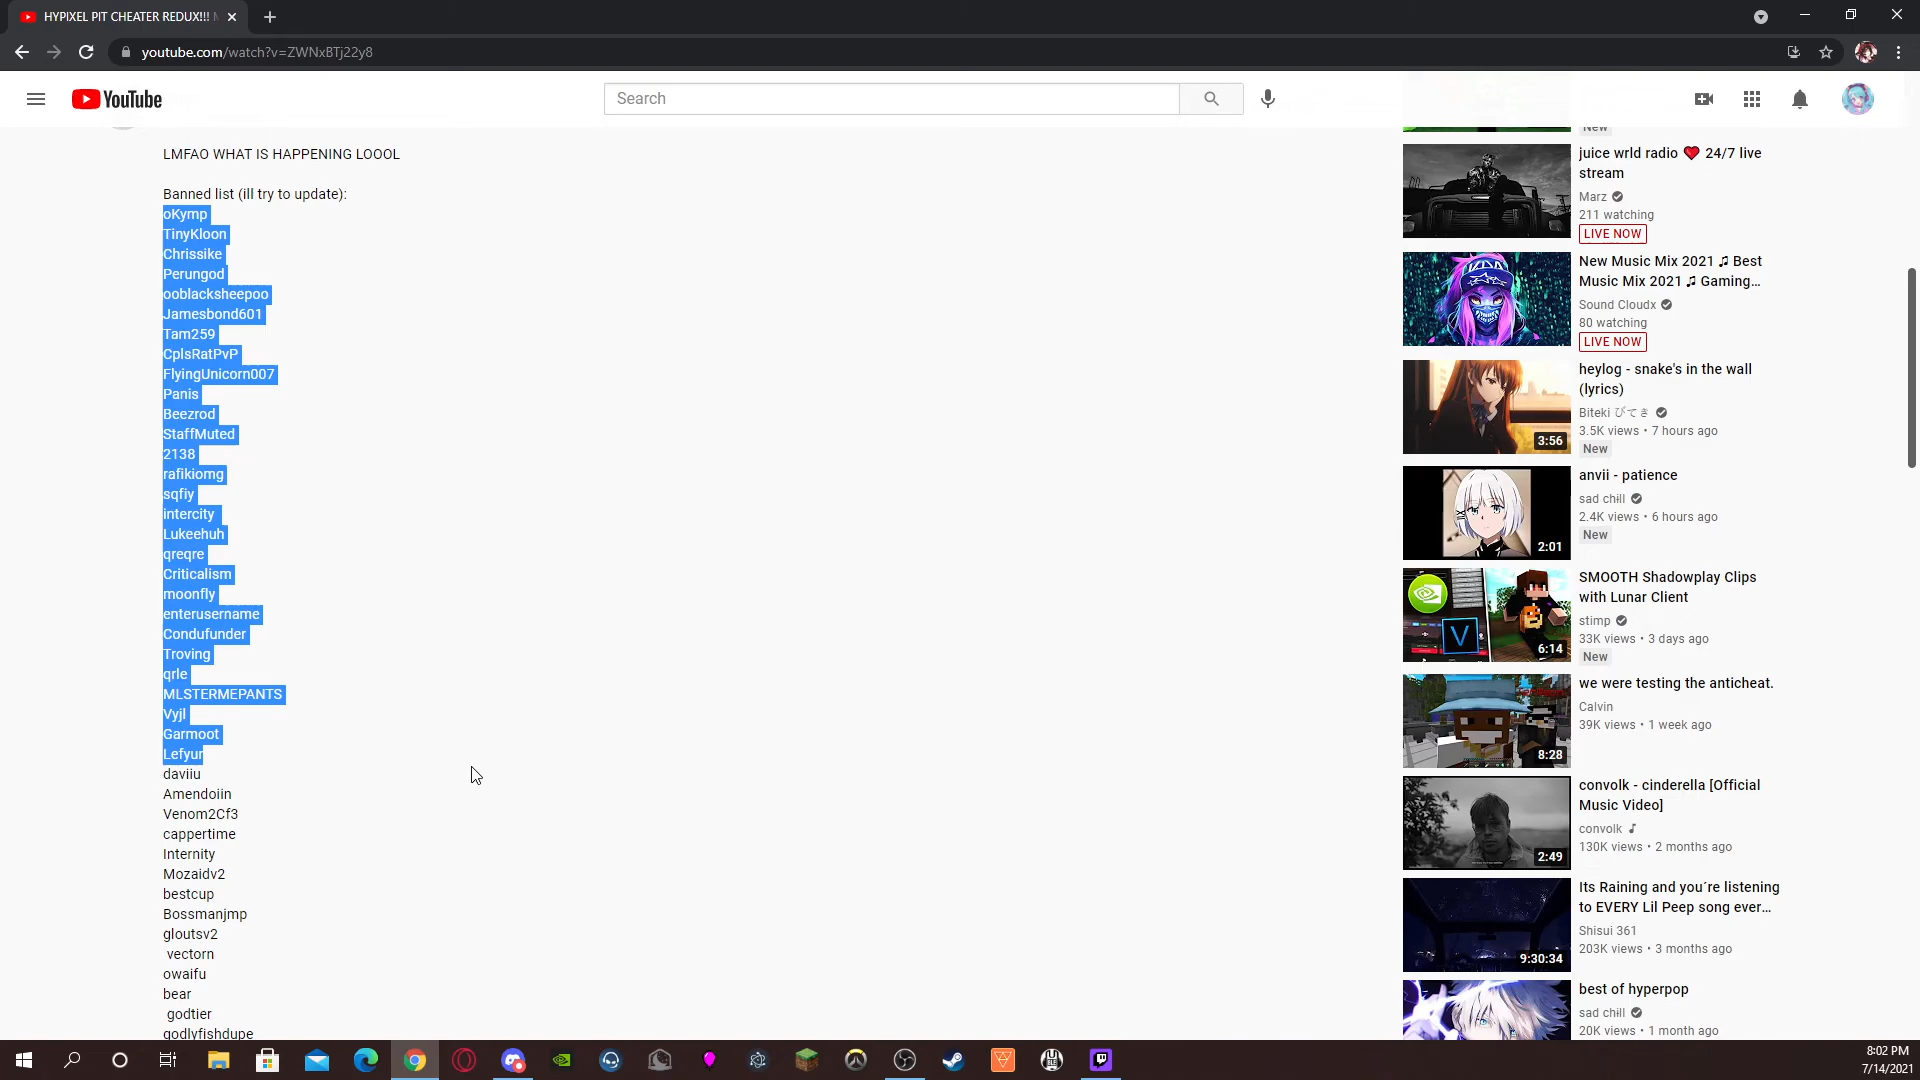 HYPIXEL PIT CHEATER REDUX!!!
youtube.com/watch?v=ZWNxBTj22y8
YouTube
Search
LMFAO WHAT IS HAPPENING LOOOL
Banned list (ill try to update):
oKymp
TinyKloon
Chrissike
Perungod
ooblacksheepoo
Jamesbond601
Tam259
CplsRatPvP
FlyingUnicorn007
Panis
Beezrod
StaffMuted
2138
rafikiomg
sqfiy
intercity
Lukeehuh
qreqre
Criticalism
moonfly
enterusername
Condufunder
Troving
qrle
MLSTERMEPANTS
Vyjl
Garmoot
Lefyur
daviiu
Amendoiin
Venom2Cf3
cappertime
Internity
Mozaidv2
bestcup
Bossmanjmp
gloutsv2
vectorn
owaifu
bear
godtier
godlyfishdupe
New
juice wrld radio ❤️ 24/7 live
stream
Marz
211 watching
LIVE NOW
New Music Mix 2021 ♫ Best
Music Mix 2021 ♫ Gaming...
Sound Cloudx
80 watching
LIVE NOW
3:56
heylog - snake's in the wall
(lyrics)
Biteki びてき
3.5K views • 7 hours ago
New
2:01
anvii - patience
sad chill
2.4K views • 6 hours ago
New
6:14
SMOOTH Shadowplay Clips
with Lunar Client
stimp
33K views • 3 days ago
New
8:28
we were testing the anticheat.
Calvin
39K views • 1 week ago
2:49
convolk - cinderella [Official
Music Video]
convolk
130K views • 2 months ago
9:30:34
Its Raining and you´re listening
to EVERY Lil Peep song ever...
Shisui 361
203K views • 3 months ago
best of hyperpop
sad chill
20K views • 1 month ago
8:02 PM
7/14/2021